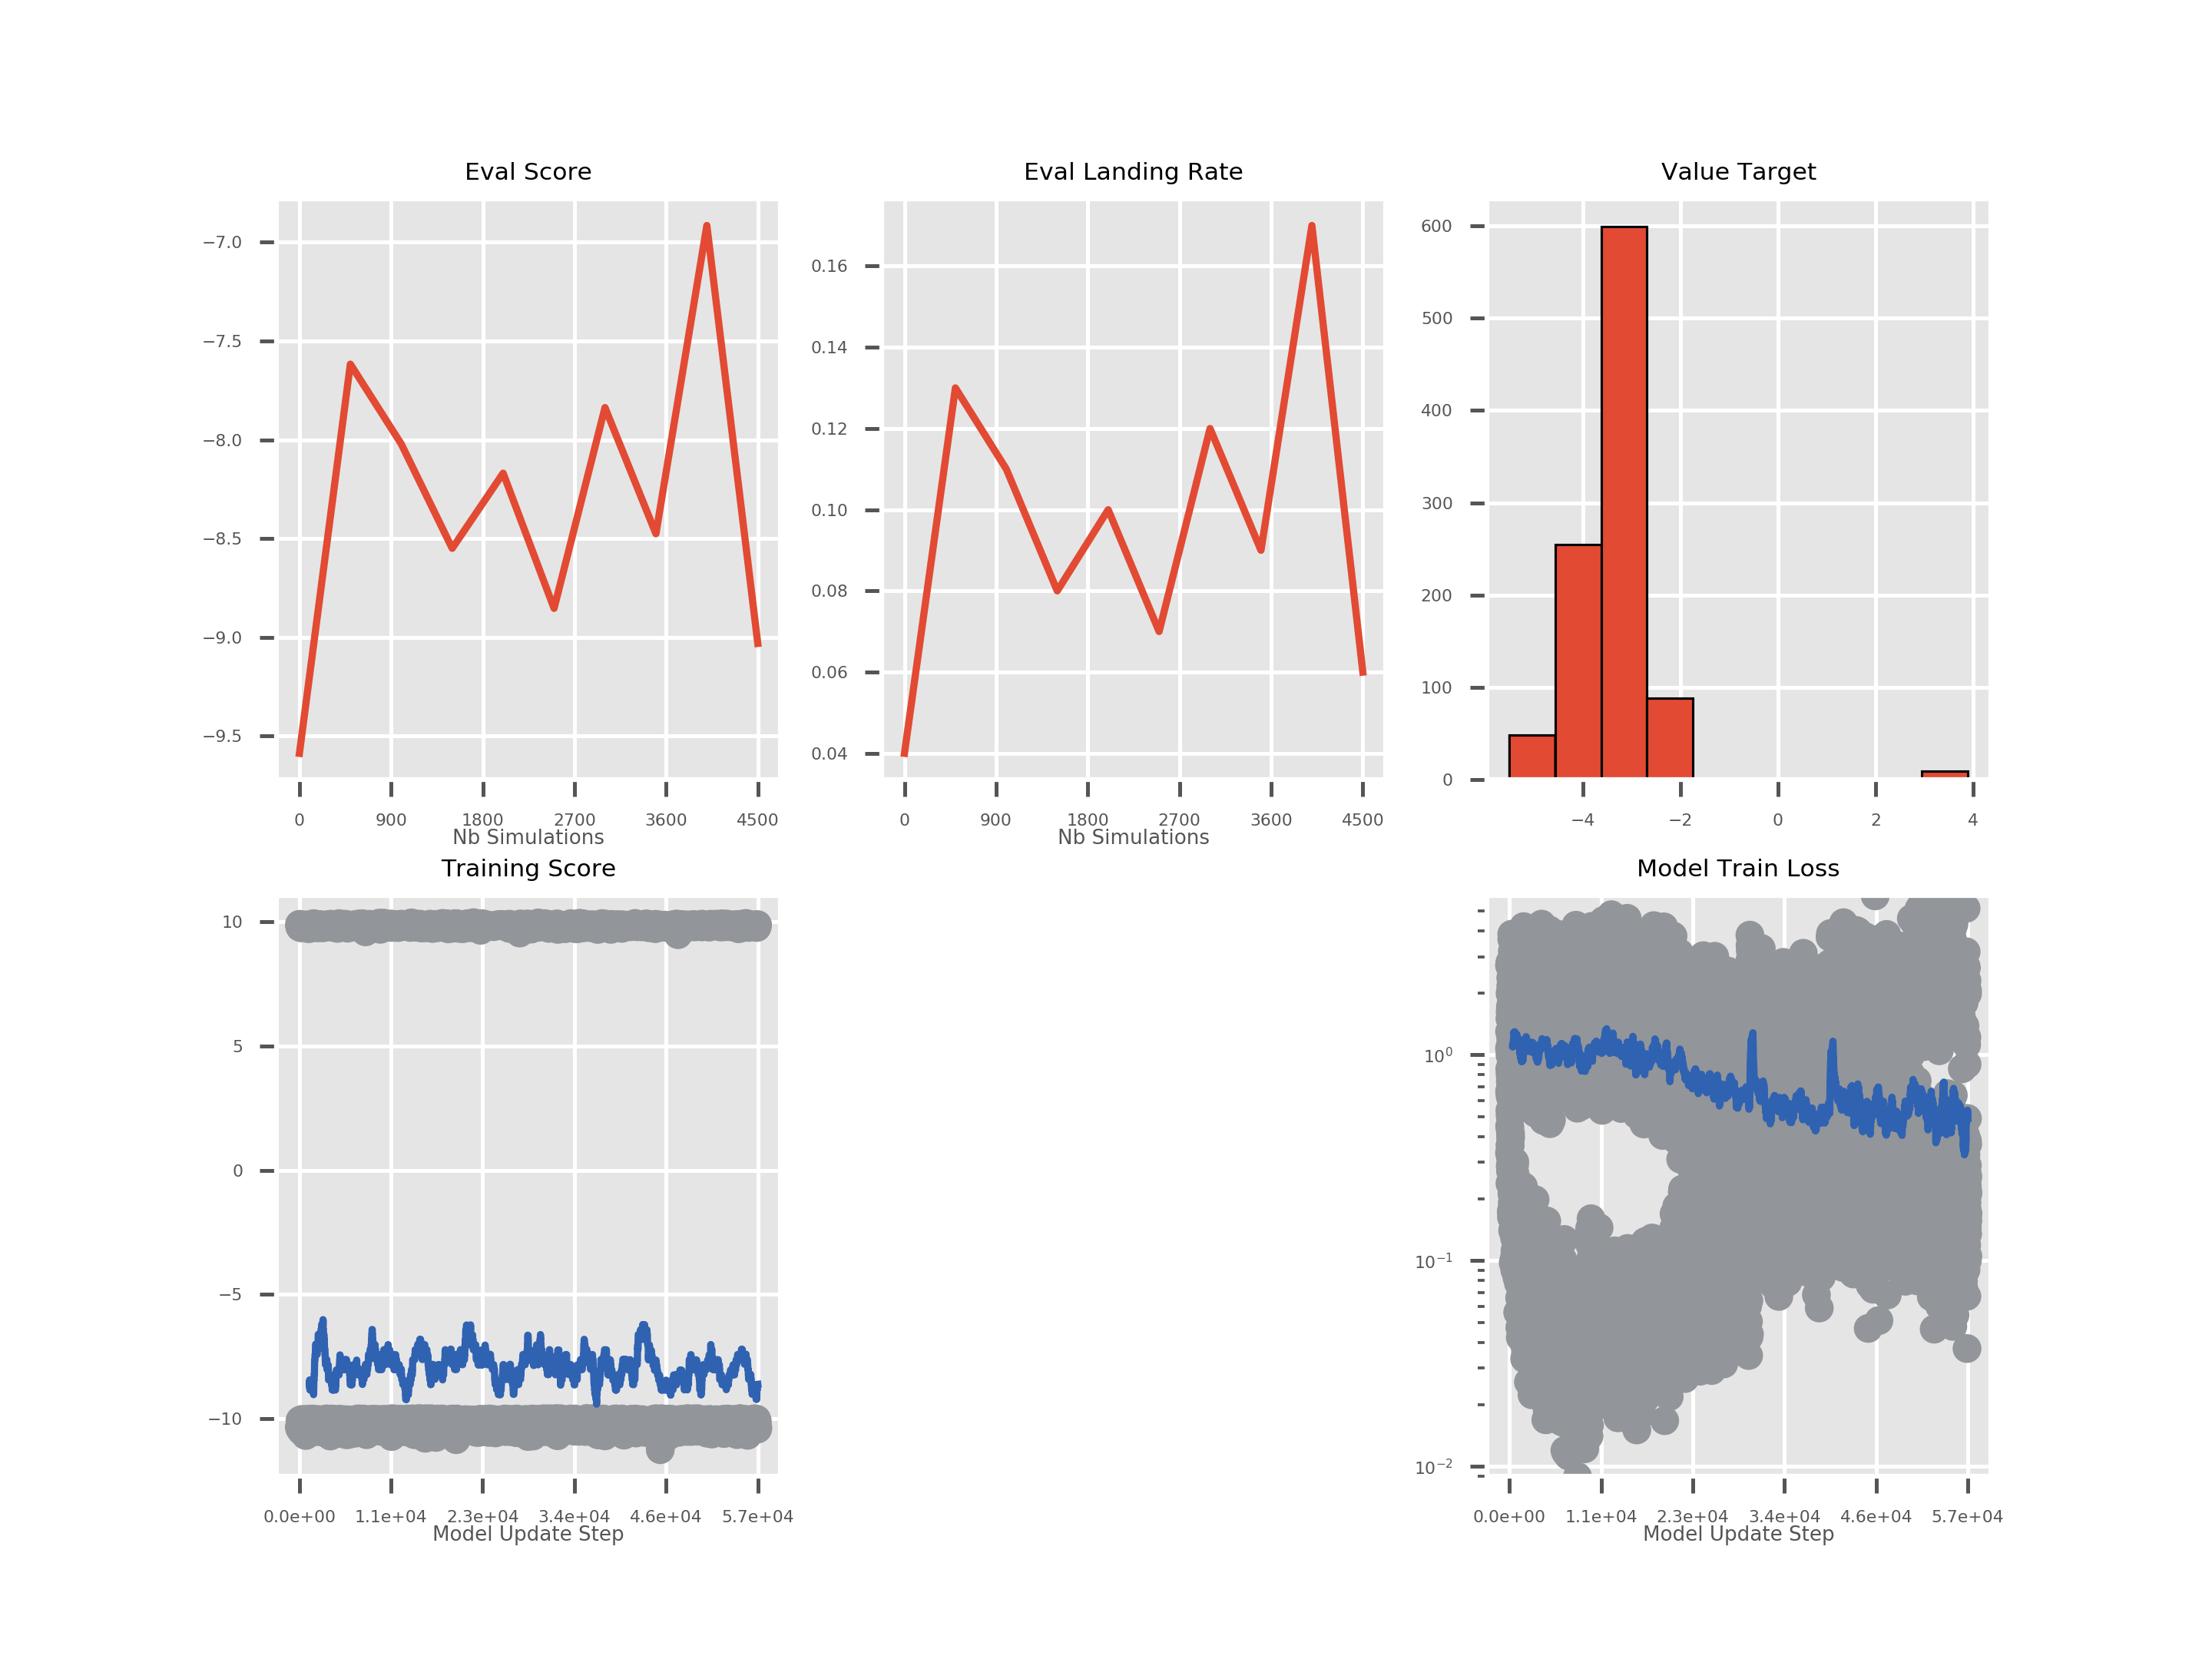 Eval Score
−7.0
−7.5
−8.0
−8.5
−9.0
−9.5
0 900 1800 2700 3600 4500
Nb Simulations
Eval Landing Rate
0.16
0.14
0.12
0.10
0.08
0.06
0.04
0 900 1800 2700 3600 4500
Nb Simulations
Value Target
600
500
400
300
200
100
0
−4 −2 0 2 4
Training Score
10
5
0
−5
−10
0.0e+00 1.1e+04 2.3e+04 3.4e+04 4.6e+04 5.7e+04
Model Update Step
Model Train Loss
10⁰
10⁻¹
10⁻²
0.0e+00 1.1e+04 2.3e+04 3.4e+04 4.6e+04 5.7e+04
Model Update Step